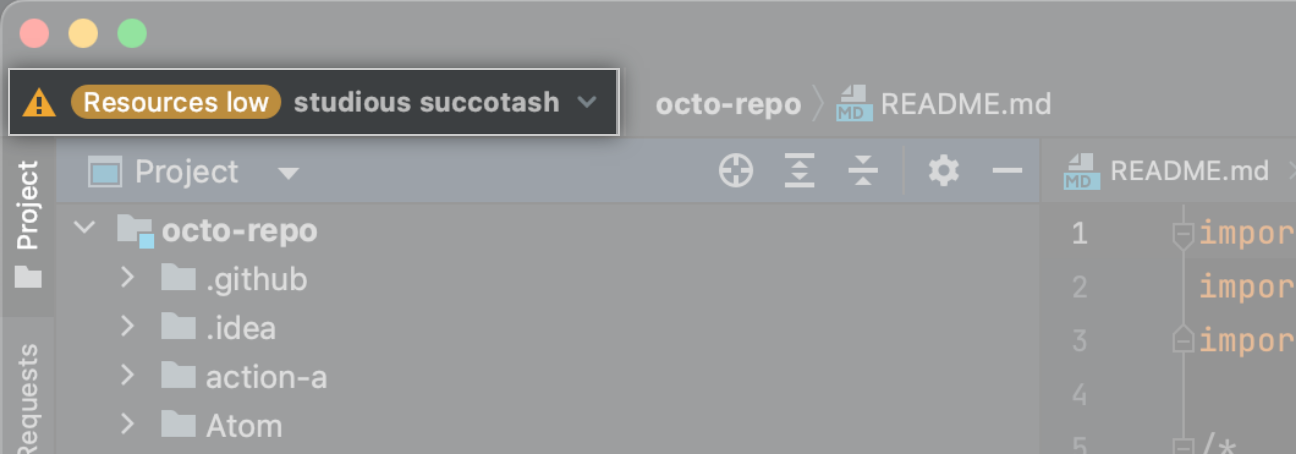 Resources low studious succotash
octo-repo README.md
MD
Project
Project
README.md
MD
octo-repo
.github
.idea
action-a
Atom
Requests
1 impor
2 impor
3 impor
4
5 /*